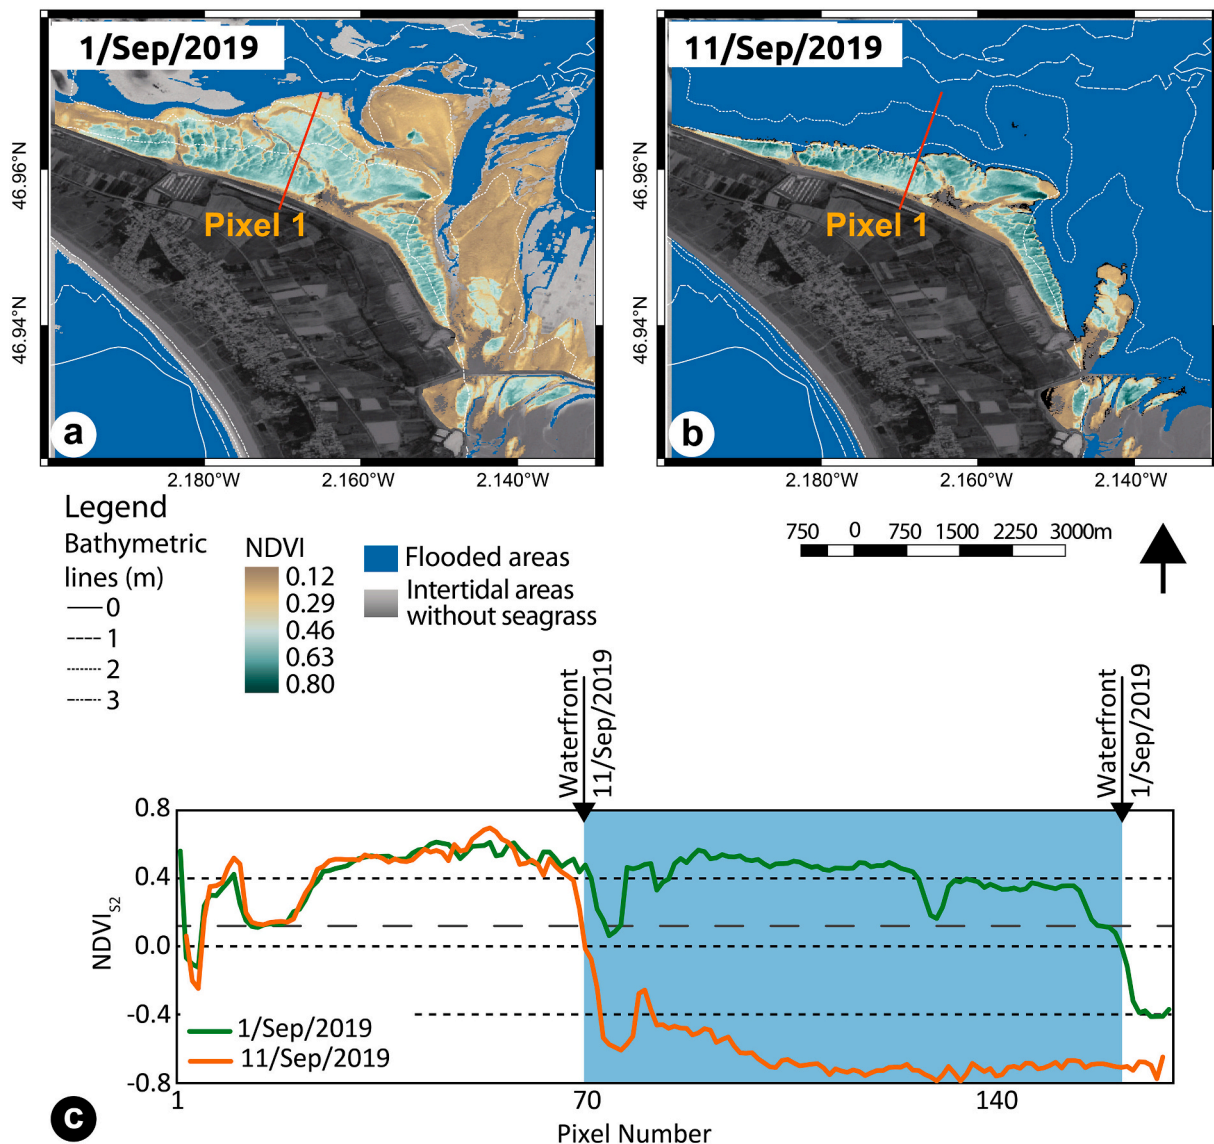 1/Sep/2019
11/Sep/2019
46.96°N
46.94°N
Pixel 1
a
2.180°W
2.160°W
2.140°W
46.96°N
46.94°N
Pixel 1
b
2.180°W
2.160°W
2.140°W
Legend
Bathymetric
lines (m)
0
1
2
3
NDVI
0.12
0.29
0.46
0.63
0.80
Flooded areas
Intertidal areas
without seagrass
750 0 750 1500 2250 3000m
Waterfront
11/Sep/2019
Waterfront
1/Sep/2019
NDVI S2
0.8
0.4
0.0
-0.4
-0.8
1/Sep/2019
11/Sep/2019
1
70
140
Pixel Number
c